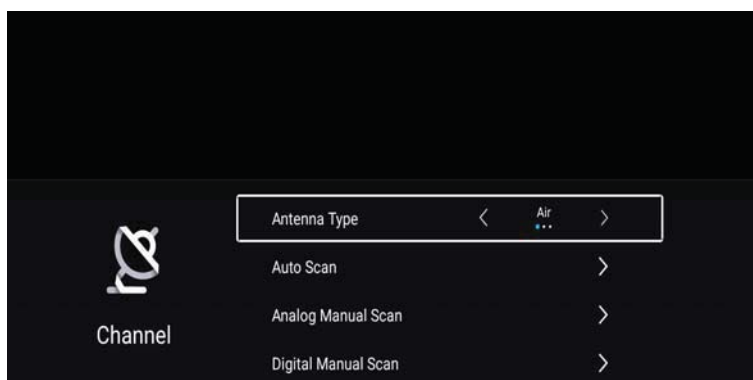 Antenna Type
Air
Auto Scan
Analog Manual Scan
Channel
Digital Manual Scan